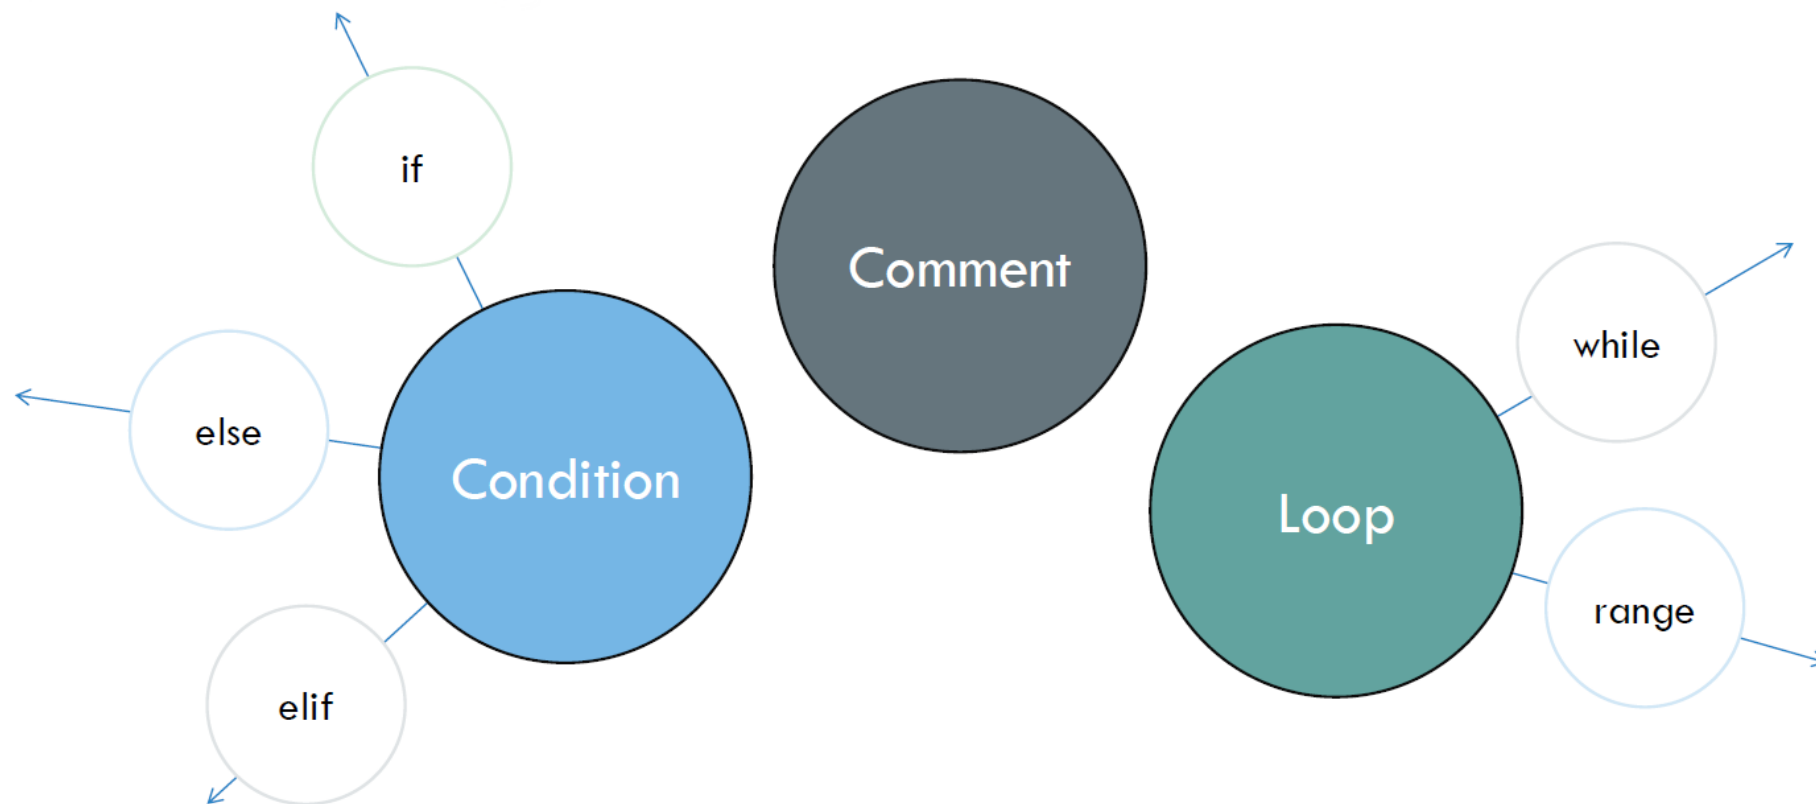 if
Comment
while
else
Condition
Loop
range
elif